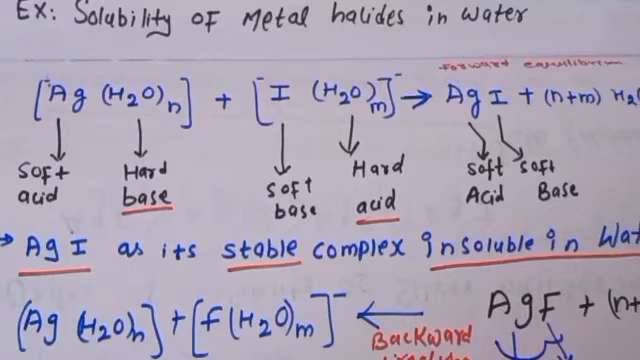 Ex: Solubility of Metal halides in water
forward equilibrium
[Ag (H₂O)n] + [I (H₂O)m]⁻ → AgI + (n+m) H₂
Soft acid Hard base Soft base Hard acid Soft Acid Soft Base
→ AgI as its stable complex insoluble in Wat
(Ag (H₂O)n] + [F(H₂O)m]⁻ ← AgF + (n+
Backward